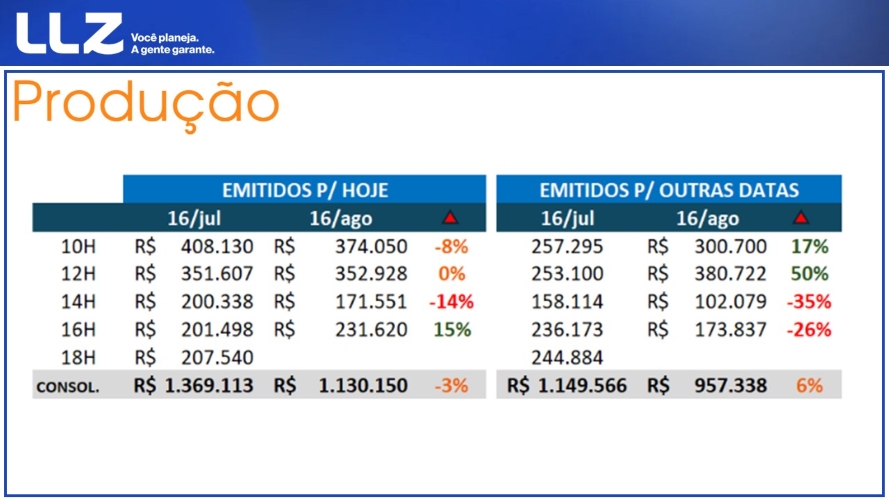 LLZ Você planeja.
A gente garante.
Produção
EMITIDOS P/ HOJE EMITIDOS P/ OUTRAS DATAS
16/jul 16/ago 16/jul 16/ago
10H R$ 408.130 R$ 374.050 -8% 257.295 R$ 300.700 17%
12H R$ 351.607 R$ 352.928 0% 253.100 R$ 380.722 50%
14H R$ 200.338 R$ 171.551 -14% 158.114 R$ 102.079 -35%
16H R$ 201.498 R$ 231.620 15% 236.173 R$ 173.837 -26%
18H R$ 207.540 244.884
CONSOL. R$ 1.369.113 R$ 1.130.150 -3% R$ 1.149.566 R$ 957.338 6%